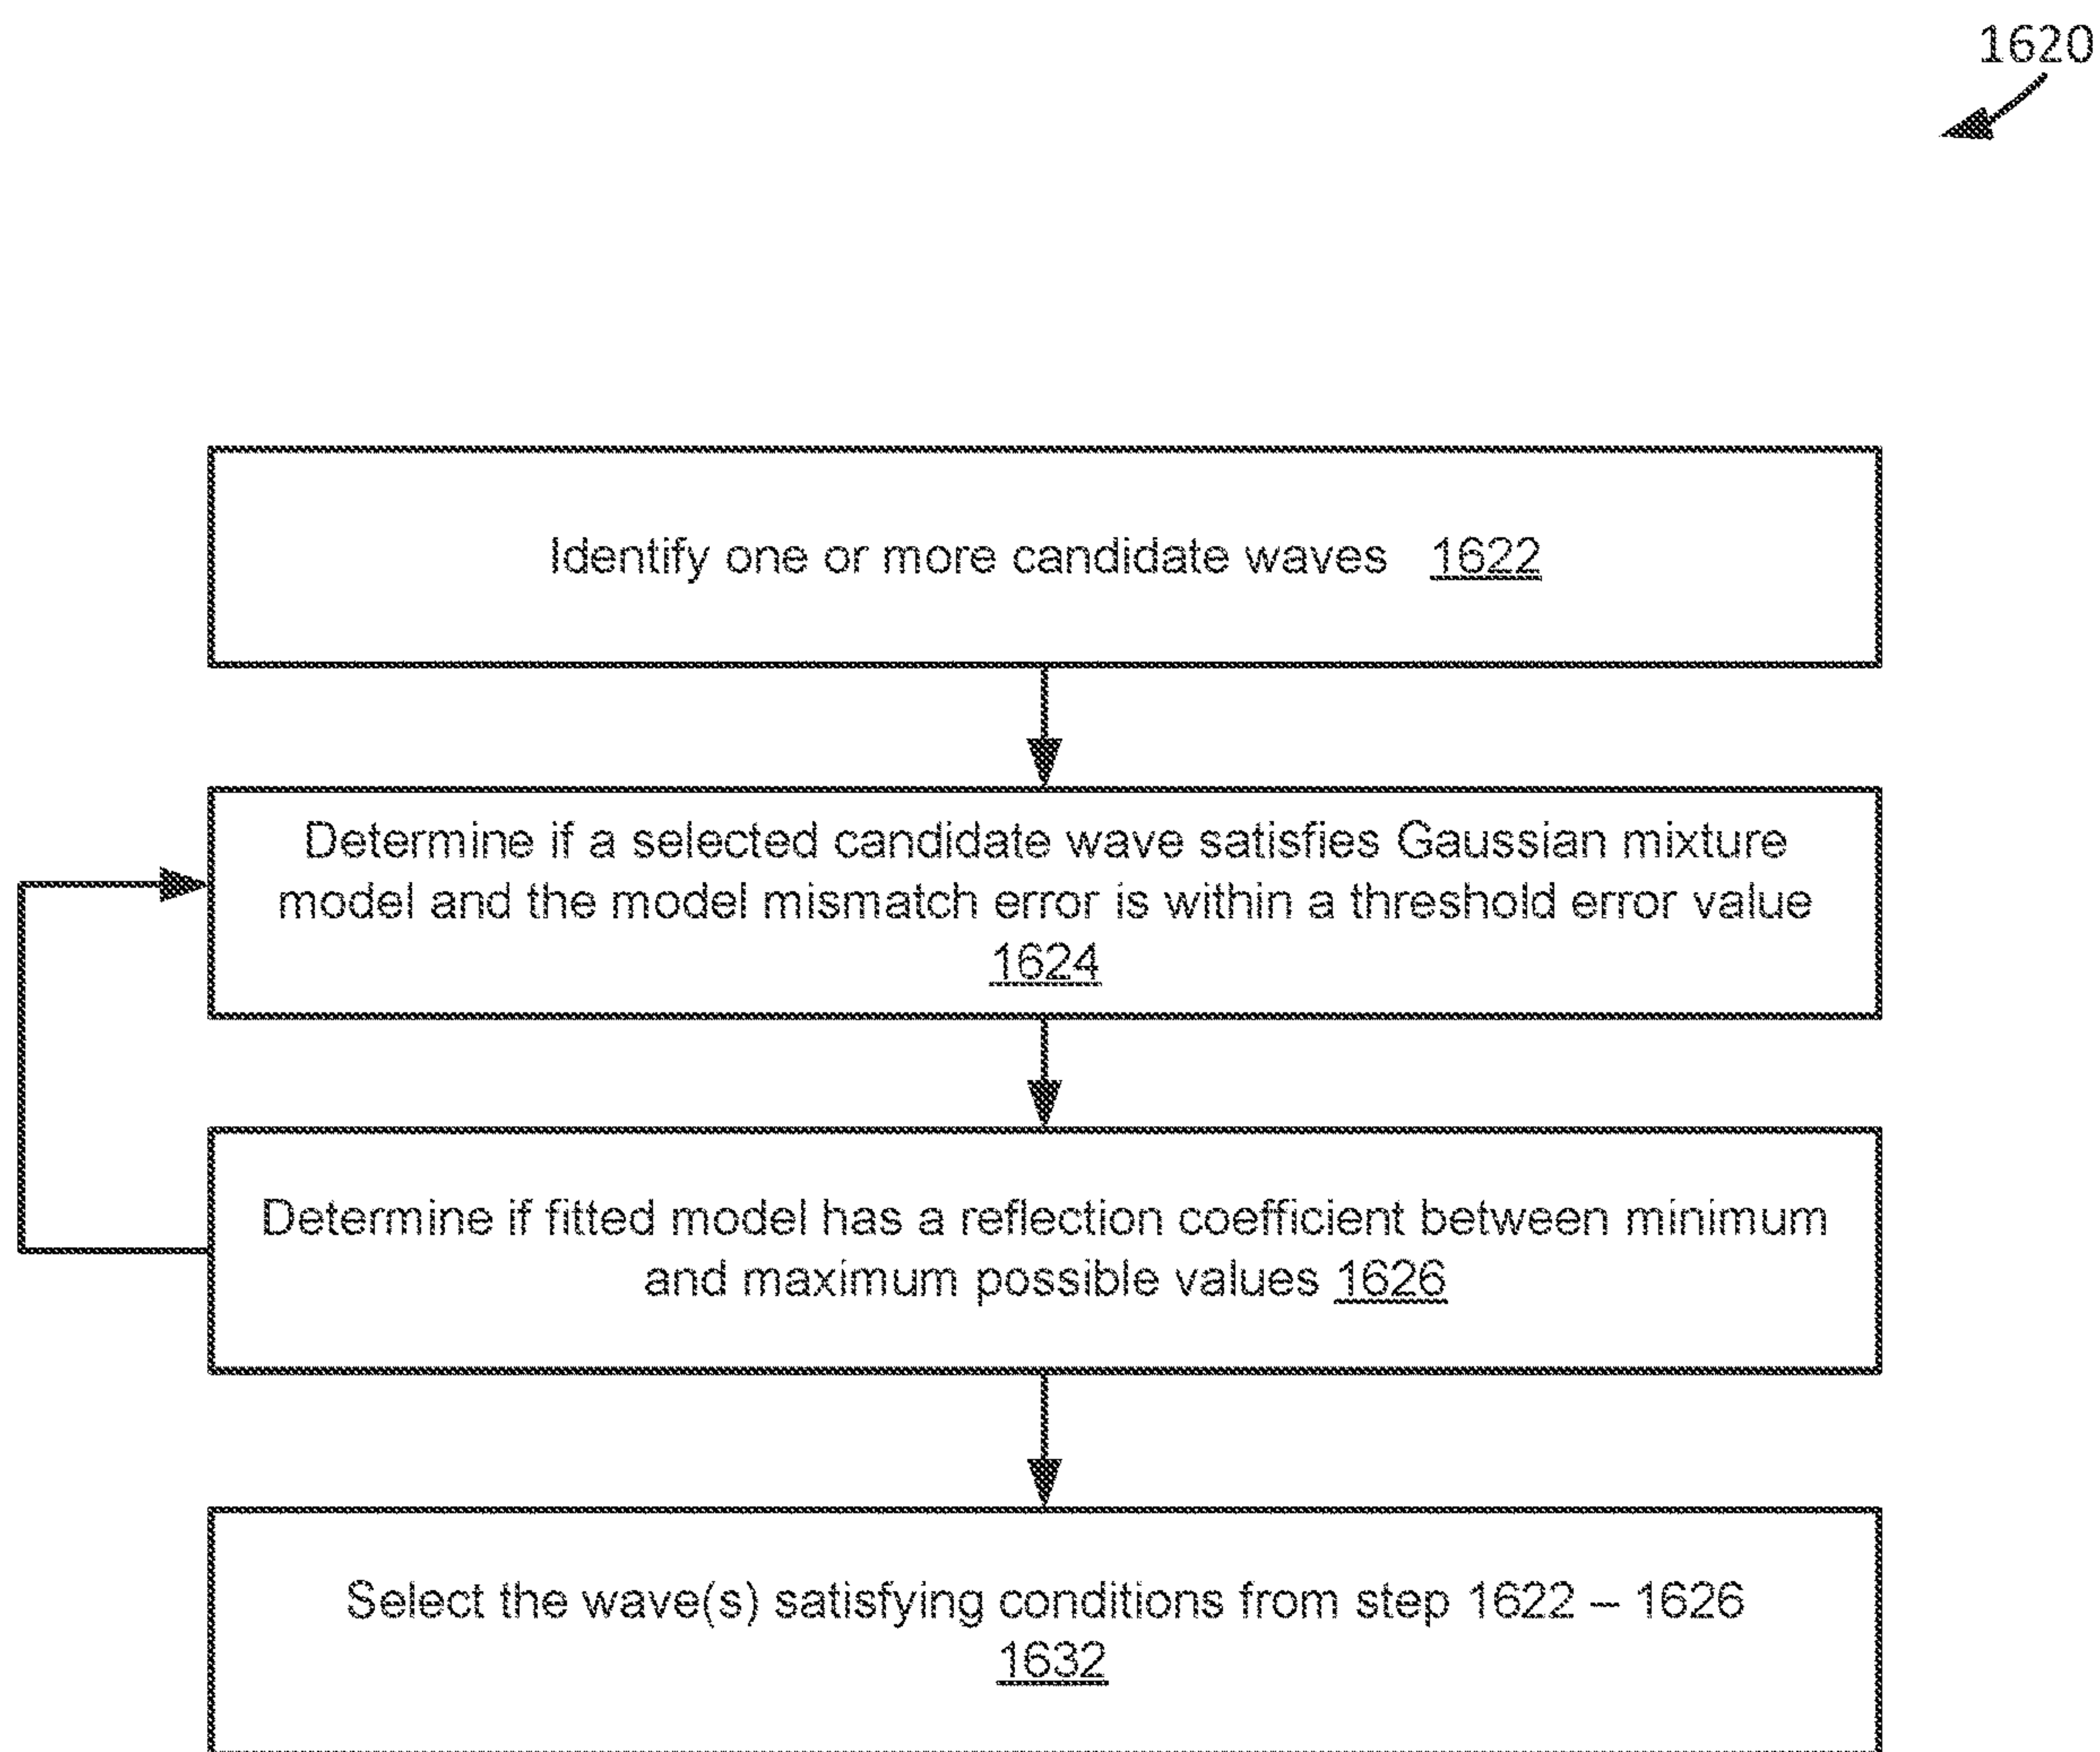 1620
Identify one or more candidate waves 1622
Determine if a selected candidate wave satisfies Gaussian mixture
model and the model mismatch error is within a threshold error value
1624
Determine if fitted model has a reflection coefficient between minimum
and maximum possible values 1626
Select the wave(s) satisfying conditions from step 1622 – 1626
1632